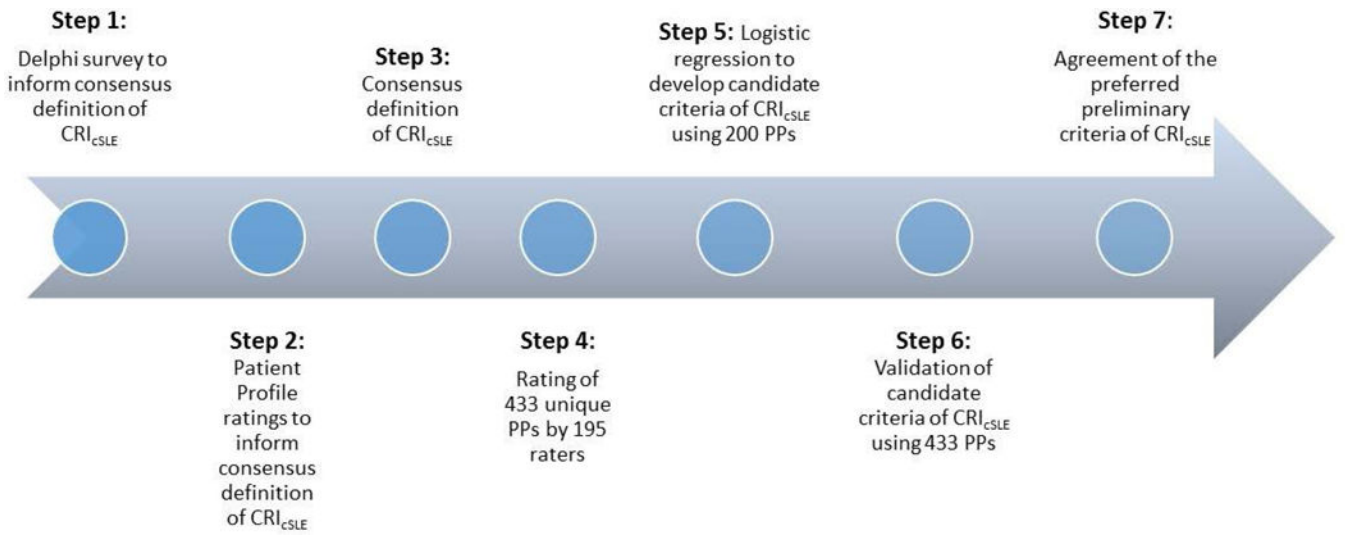 Step 1:
Delphi survey to
inform consensus
definition of
CRIcSLE
Step 2:
Patient
Profile
ratings to
inform
consensus
definition
of CRIcSLE
Step 3:
Consensus
definition
of CRIcSLE
Step 4:
Rating of
433 unique
PPs by 195
raters
Step 5: Logistic
regression to
develop candidate
criteria of CRIcSLE
using 200 PPs
Step 6:
Validation of
candidate
criteria of CRIcSLE
using 433 PPs
Step 7:
Agreement of the
preferred
preliminary
criteria of CRIcSLE